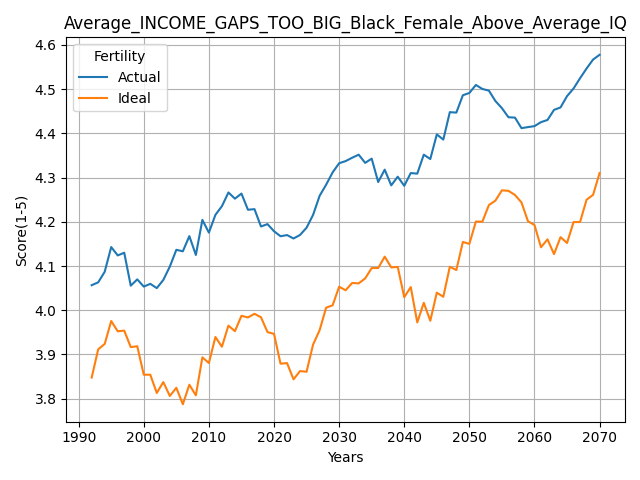 Average_INCOME_GAPS_TOO_BIG_Black_Female_Above_Average_IQ
Fertility
Actual
Ideal
4.6
4.5
4.4
4.3
4.2
4.1
4.0
3.9
3.8
Score(1-5)
1990 2000 2010 2020 2030 2040 2050 2060 2070
Years